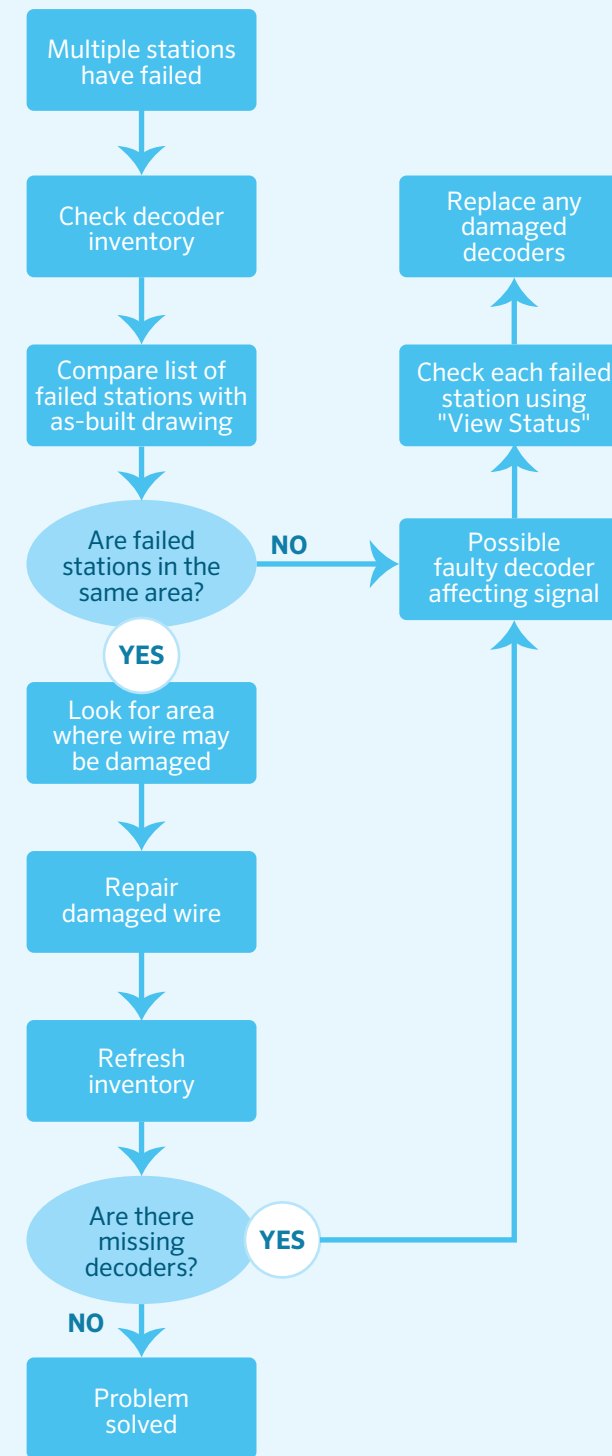 Multiple stations
have failed
Check decoder
inventory
Compare list of
failed stations with
as-built drawing
Are failed
stations in the
same area?
NO
YES
Look for area
where wire may
be damaged
Repair
damaged wire
Refresh
inventory
Are there
missing
decoders?
YES
NO
Problem
solved
Replace any
damaged
decoders
Check each failed
station using
"View Status"
Possible
faulty decoder
affecting signal